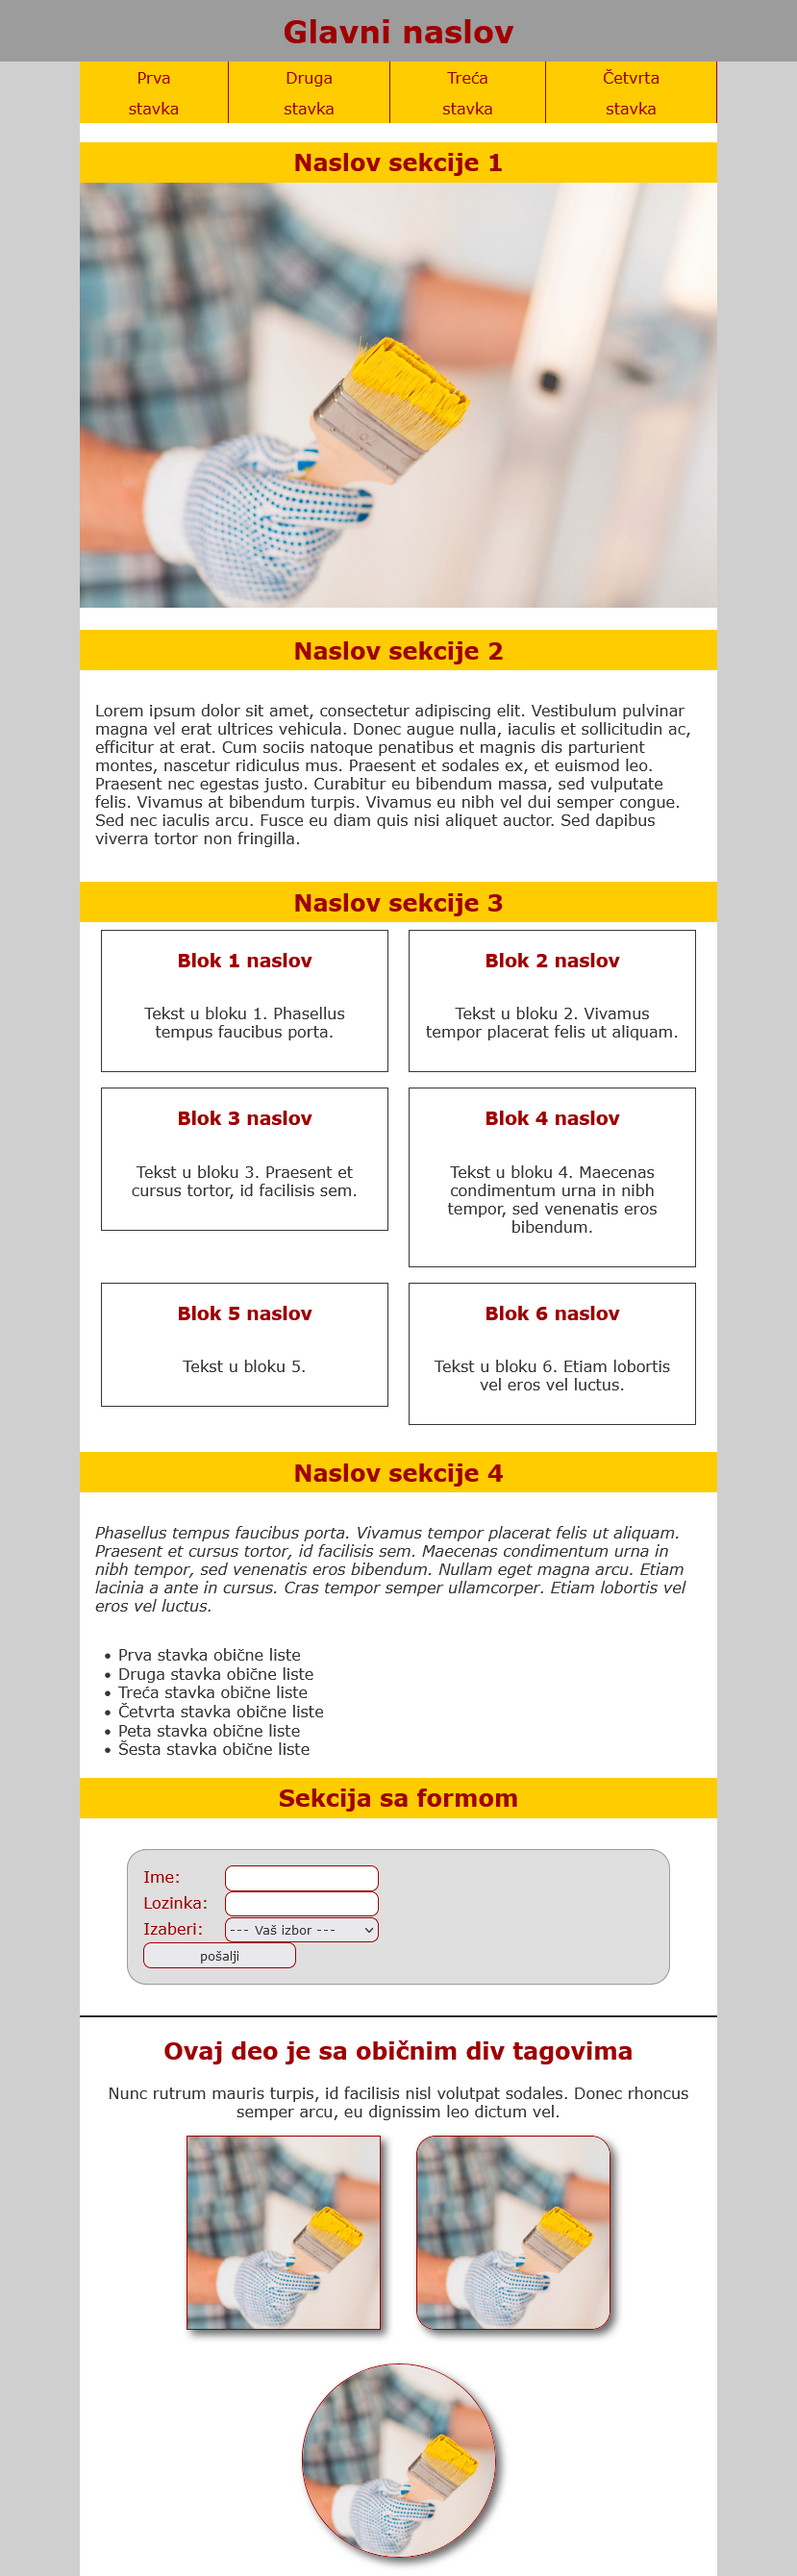 Glavni naslov
Prva stavka
Druga stavka
Treća stavka
Četvrta stavka
Naslov sekcije 1
Naslov sekcije 2
Lorem ipsum dolor sit amet, consectetur adipiscing elit. Vestibulum pulvinar
magna vel erat ultrices vehicula. Donec augue nulla, iaculis et sollicitudin ac,
efficitur at erat. Cum sociis natoque penatibus et magnis dis parturient
montes, nascetur ridiculus mus. Praesent et sodales ex, et euismod leo.
Praesent nec egestas justo. Curabitur eu bibendum massa, sed vulputate
felis. Vivamus at bibendum turpis. Vivamus eu nibh vel dui semper congue.
Sed nec iaculis arcu. Fusce eu diam quis nisi aliquet auctor. Sed dapibus
viverra tortor non fringilla.
Naslov sekcije 3
Blok 1 naslov
Tekst u bloku 1. Phasellus
tempus faucibus porta.
Blok 2 naslov
Tekst u bloku 2. Vivamus
tempor placerat felis ut aliquam.
Blok 3 naslov
Tekst u bloku 3. Praesent et
cursus tortor, id facilisis sem.
Blok 4 naslov
Tekst u bloku 4. Maecenas
condimentum urna in nibh
tempor, sed venenatis eros
bibendum.
Blok 5 naslov
Tekst u bloku 5.
Blok 6 naslov
Tekst u bloku 6. Etiam lobortis
vel eros vel luctus.
Naslov sekcije 4
Phasellus tempus faucibus porta. Vivamus tempor placerat felis ut aliquam.
Praesent et cursus tortor, id facilisis sem. Maecenas condimentum urna in
nibh tempor, sed venenatis eros bibendum. Nullam eget magna arcu. Etiam
lacinia a ante in cursus. Cras tempor semper ullamcorper. Etiam lobortis vel
eros vel luctus.
• Prva stavka obične liste
• Druga stavka obične liste
• Treća stavka obične liste
• Četvrta stavka obične liste
• Peta stavka obične liste
• Šesta stavka obične liste
Sekcija sa formom
Ime:
Lozinka:
Izaberi: --- Vaš izbor ---
pošalji
Ovaj deo je sa običnim div tagovima
Nunc rutrum mauris turpis, id facilisis nisl volutpat sodales. Donec rhoncus
semper arcu, eu dignissim leo dictum vel.